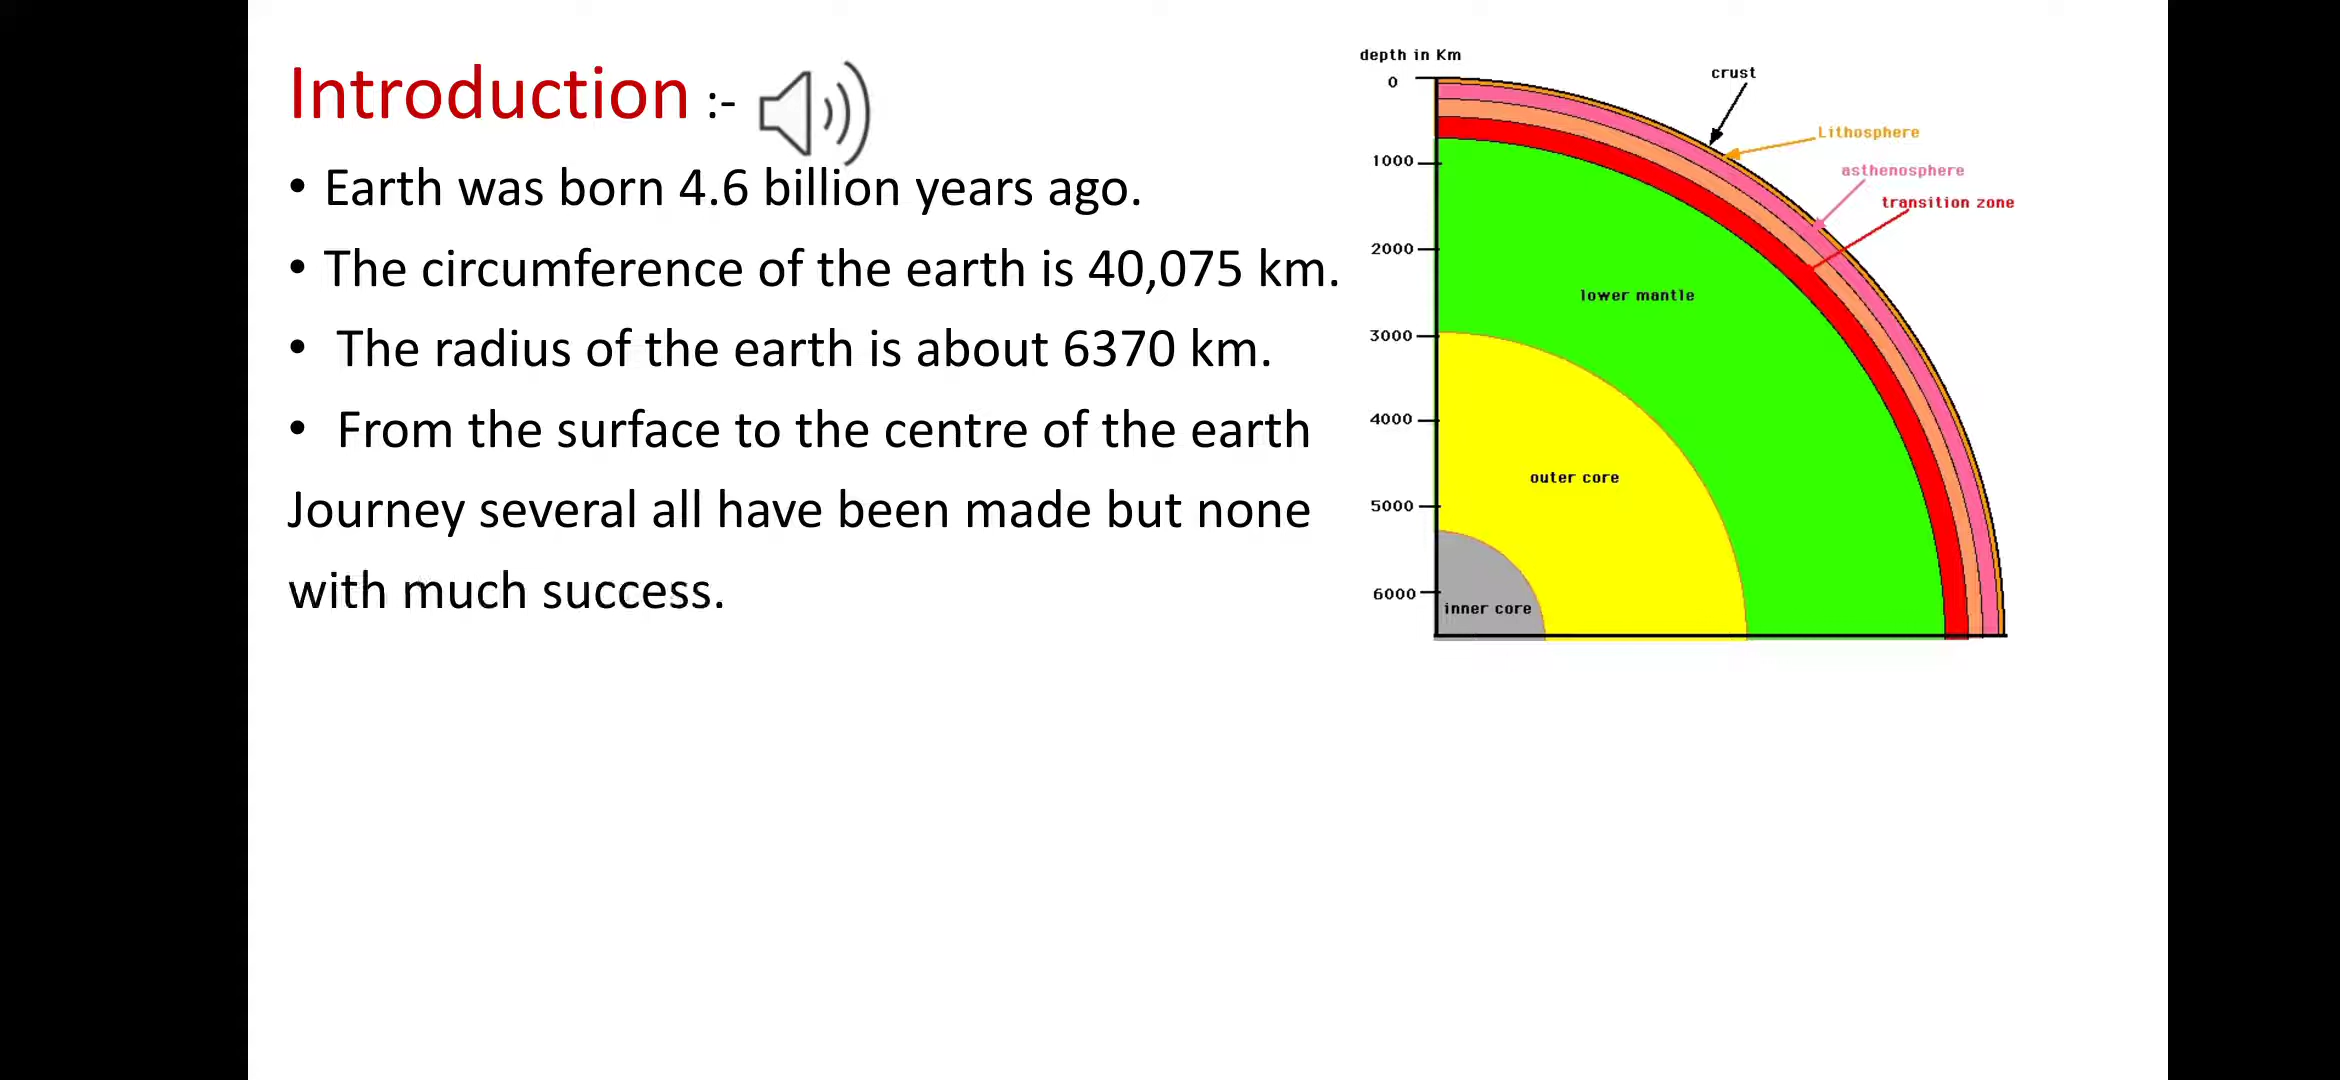 Introduction :-
• Earth was born 4.6 billion years ago.
• The circumference of the earth is 40,075 km.
• The radius of the earth is about 6370 km.
• From the surface to the centre of the earth
Journey several all have been made but none
with much success.
depth in Km
0
1000
2000
3000
4000
5000
6000
crust
Lithosphere
asthenosphere
transition zone
lower mantle
outer core
inner core